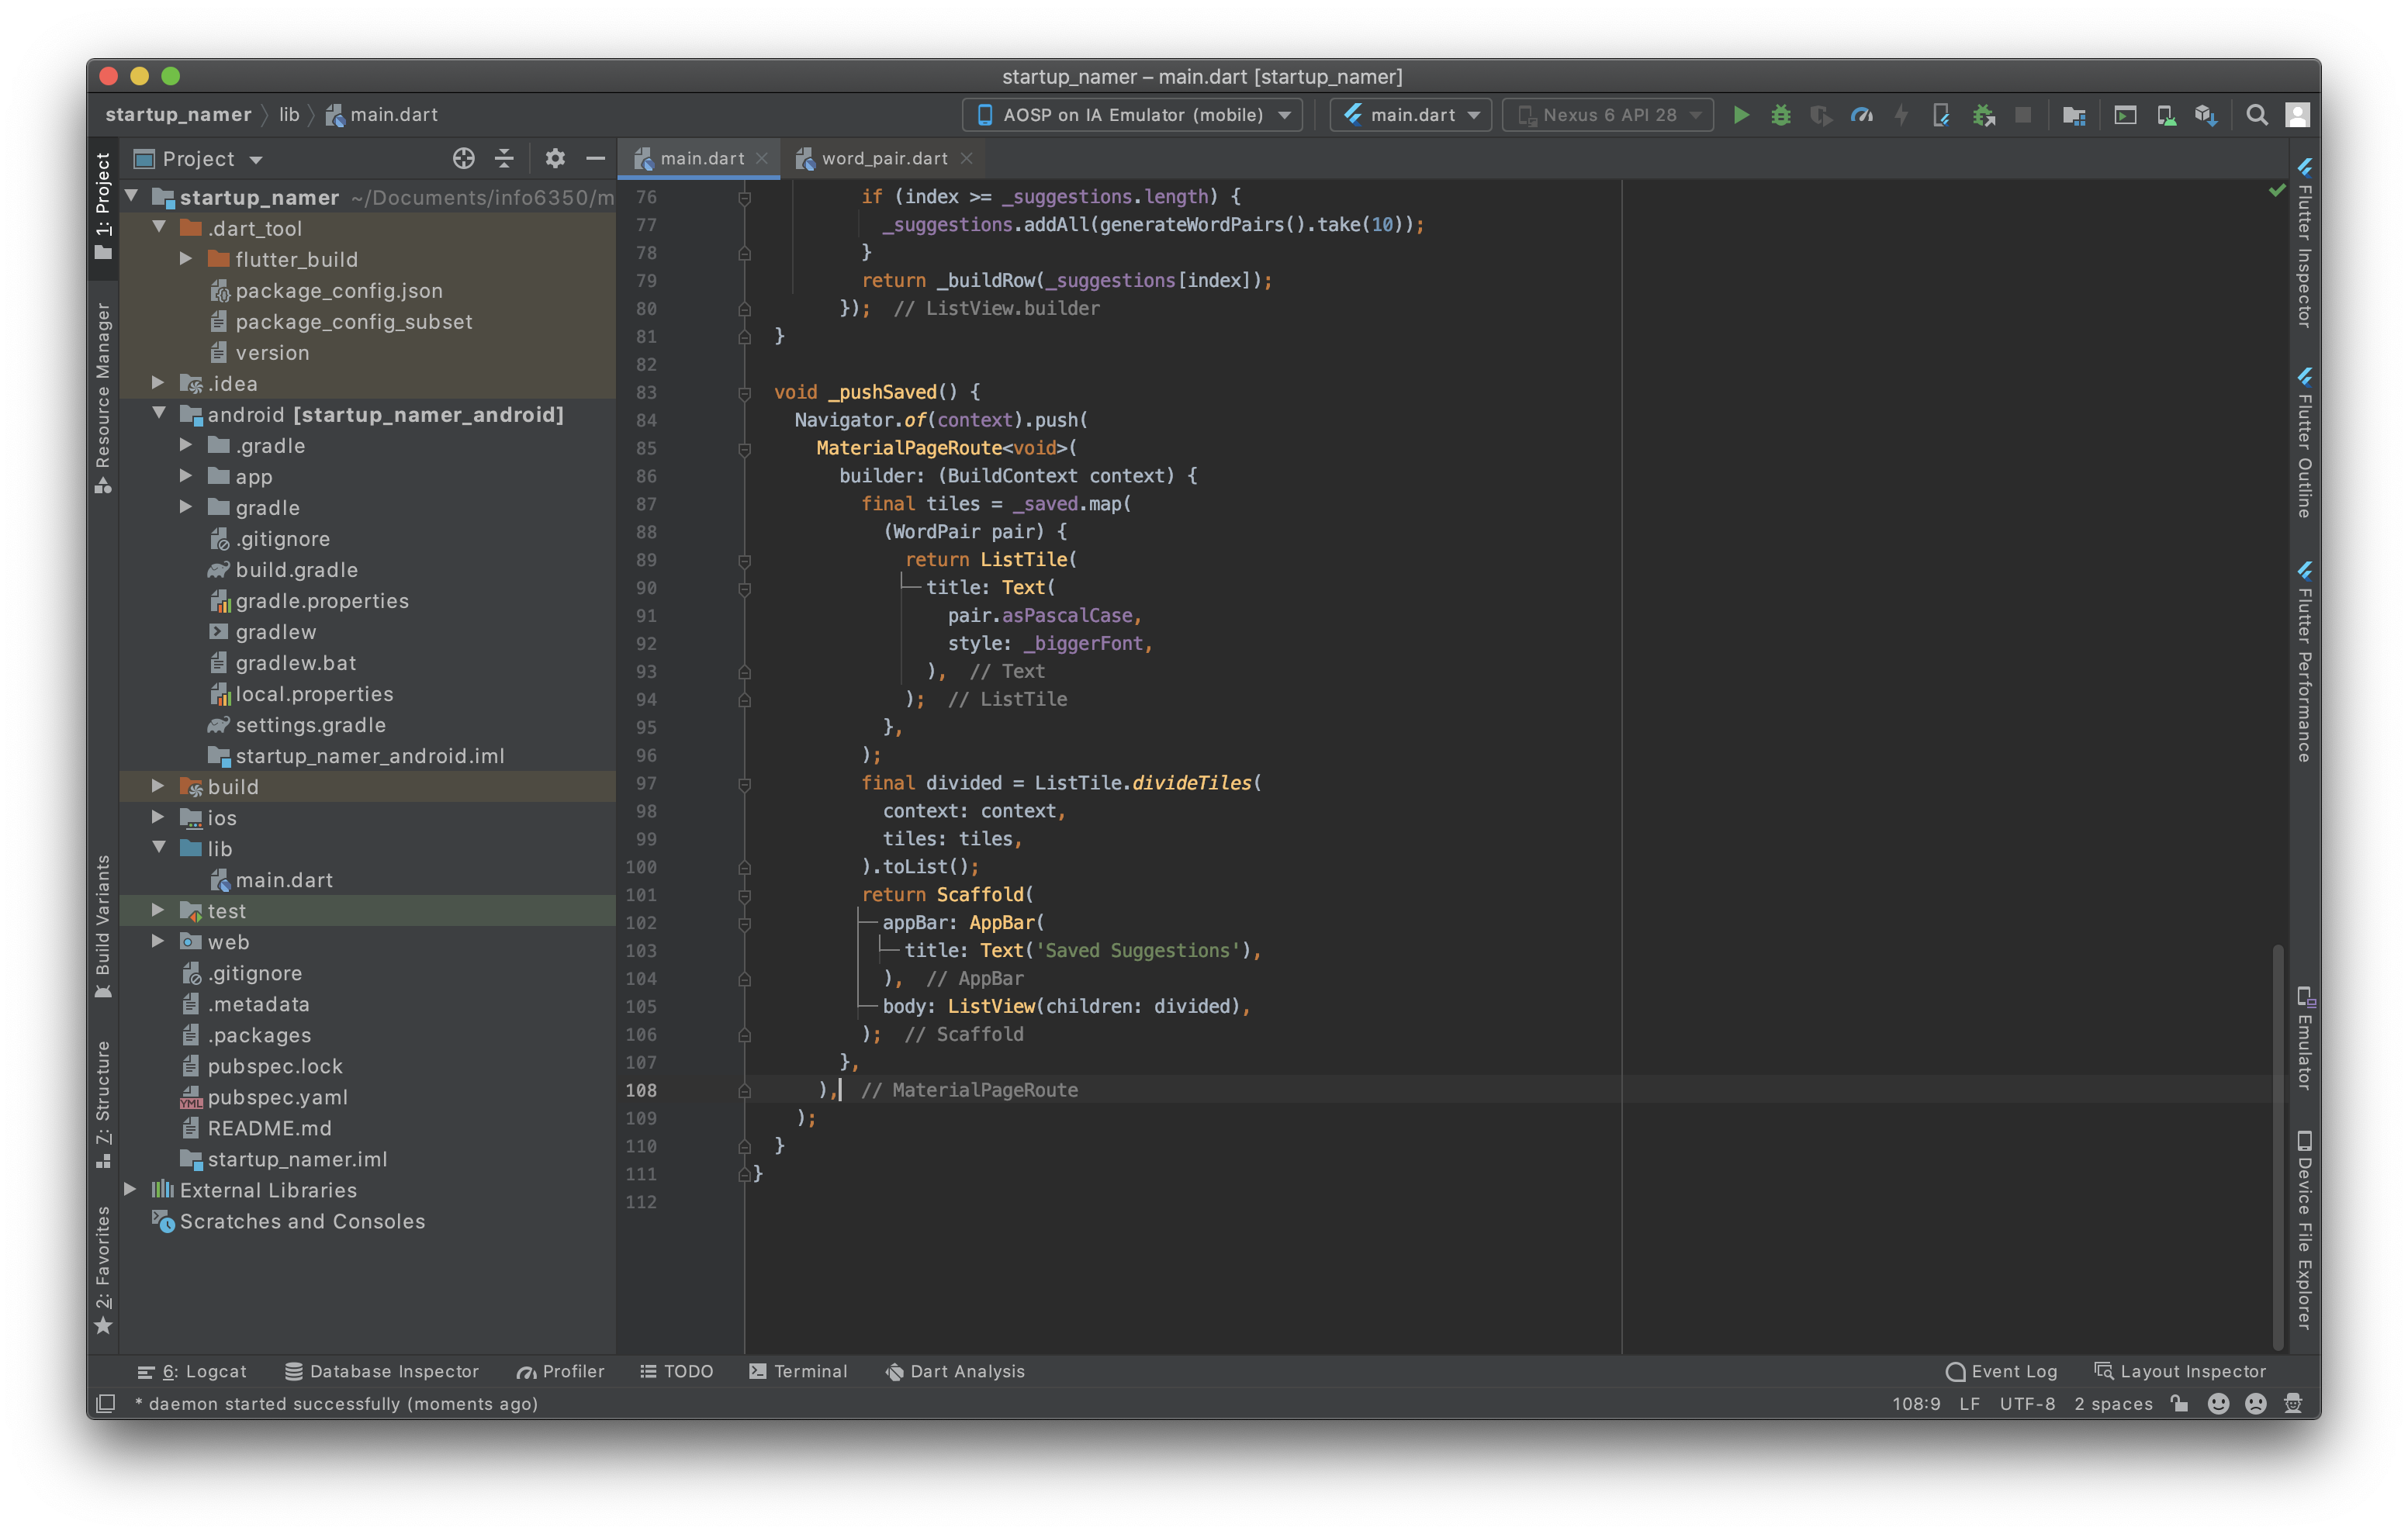 startup_namer – main.dart [startup_namer]
startup_namer lib main.dart AOSP on IA Emulator (mobile) main.dart Nexus 6 API 28
Project main.dart word_pair.dart
startup_namer ~/Documents/info6350/m
.dart_tool
flutter_build
package_config.json
package_config_subset
version
.idea
android [startup_namer_android]
.gradle
app
gradle
.gitignore
build.gradle
gradle.properties
gradlew
gradlew.bat
local.properties
settings.gradle
startup_namer_android.iml
build
ios
lib
main.dart
test
web
.gitignore
.metadata
.packages
pubspec.lock
pubspec.yaml
README.md
startup_namer.iml
External Libraries
Scratches and Consoles
1: Project
Resource Manager
Build Variants
7: Structure
2: Favorites
76 if (index >= _suggestions.length) {
77 _suggestions.addAll(generateWordPairs().take(10));
78 }
79 return _buildRow(_suggestions[index]);
80 }); // ListView.builder
81 }
82
83 void _pushSaved() {
84 Navigator.of(context).push(
85 MaterialPageRoute<void>(
86 builder: (BuildContext context) {
87 final tiles = _saved.map(
88 (WordPair pair) {
89 return ListTile(
90 title: Text(
91 pair.asPascalCase,
92 style: _biggerFont,
93 ), // Text
94 ); // ListTile
95 },
96 );
97 final divided = ListTile.divideTiles(
98 context: context,
99 tiles: tiles,
100 ).toList();
101 return Scaffold(
102 appBar: AppBar(
103 title: Text('Saved Suggestions'),
104 ), // AppBar
105 body: ListView(children: divided),
106 ); // Scaffold
107 },
108 ), // MaterialPageRoute
109 );
110 }
111 }
112
Flutter Inspector
Flutter Outline
Flutter Performance
Emulator
Device File Explorer
6: Logcat Database Inspector Profiler TODO Terminal Dart Analysis Event Log Layout Inspector
* daemon started successfully (moments ago) 108:9 LF UTF-8 2 spaces